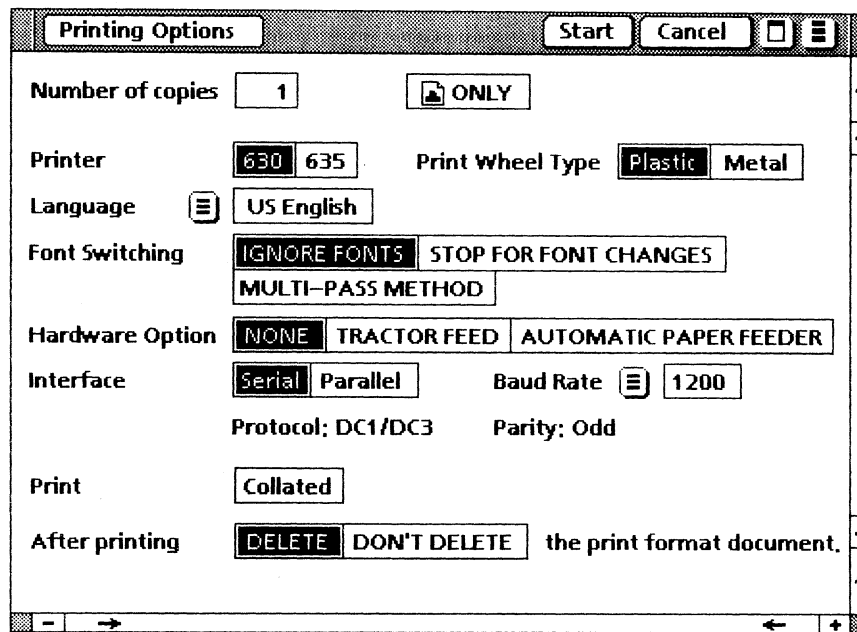 Printing Options Start Cancel
Number of copies 1 ONLY
Printer 630 635 Print Wheel Type Plastic Metal
Language US English
Font Switching IGNORE FONTS STOP FOR FONT CHANGES
MULTI-PASS METHOD
Hardware Option NONE TRACTOR FEED AUTOMATIC PAPER FEEDER
Interface Serial Parallel Baud Rate 1200
Protocol: DC1/DC3 Parity: Odd
Print Collated
After printing DELETE DON'T DELETE the print format document.